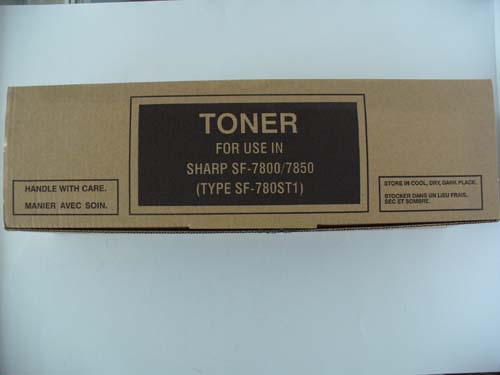 TONER
FOR USE IN
SHARP SF-7800/7850
(TYPE SF-780ST1)
HANDLE WITH CARE.
MANIER AVEC SOIN.
STORE IN COOL, DRY, DARK PLACE.
STOCKER DANS UN LIEU FRAIS,
SEC ET SOMBRE.